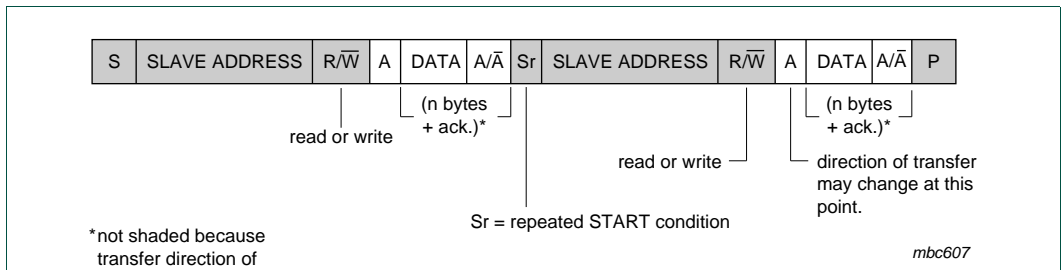 S SLAVE ADDRESS R/W̅ A DATA A/A̅ Sr SLAVE ADDRESS R/W̅ A DATA A/A̅ P
(n bytes
+ ack.)*
(n bytes
+ ack.)*
read or write
read or write
direction of transfer
may change at this
point.
Sr = repeated START condition
*not shaded because
transfer direction of
mbc607